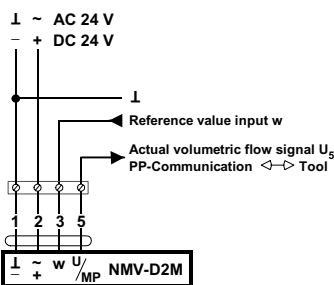 ⊥ ~ AC 24 V
− + DC 24 V
⊥
Reference value input w
Actual volumetric flow signal U5
PP-Communication Tool
1 2 3 5
⊥ ~ w U/MP NMV-D2M
− +